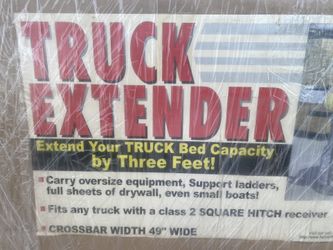 TRUCK
EXTENDER
Extend Your TRUCK Bed Capacity
by Three Feet!
Carry oversize equipment, Support ladders,
full sheets of drywall, even small boats!
Fits any truck with a class 2 SQUARE HITCH receiver
CROSSBAR WIDTH 49" WIDE